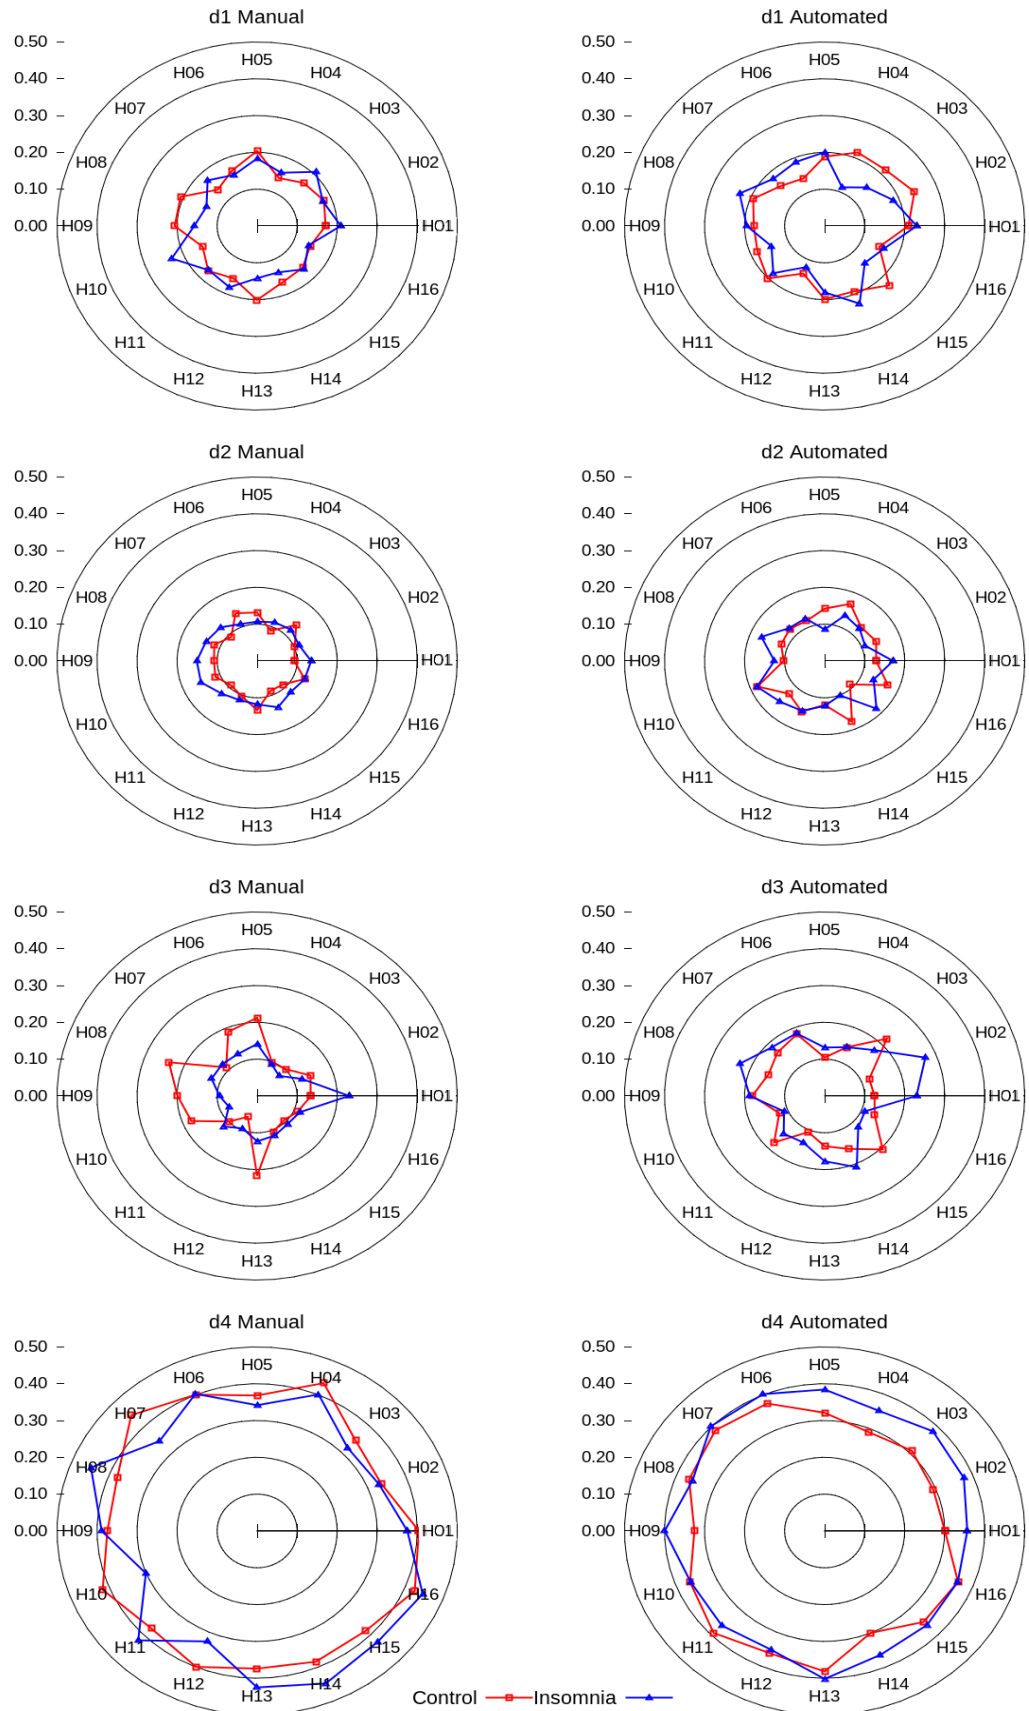 d1 Manual
0.50
0.40
0.30
0.20
0.10
0.00
H01
H02
H03
H04
H05
H06
H07
H08
H09
H10
H11
H12
H13
H14
H15
H16
d1 Automated
0.50
0.40
0.30
0.20
0.10
0.00
H01
H02
H03
H04
H05
H06
H07
H08
H09
H10
H11
H12
H13
H14
H15
H16
d2 Manual
0.50
0.40
0.30
0.20
0.10
0.00
H01
H02
H03
H04
H05
H06
H07
H08
H09
H10
H11
H12
H13
H14
H15
H16
d2 Automated
0.50
0.40
0.30
0.20
0.10
0.00
H01
H02
H03
H04
H05
H06
H07
H08
H09
H10
H11
H12
H13
H14
H15
H16
d3 Manual
0.50
0.40
0.30
0.20
0.10
0.00
H01
H02
H03
H04
H05
H06
H07
H08
H09
H10
H11
H12
H13
H14
H15
H16
d3 Automated
0.50
0.40
0.30
0.20
0.10
0.00
H01
H02
H03
H04
H05
H06
H07
H08
H09
H10
H11
H12
H13
H14
H15
H16
d4 Manual
0.50
0.40
0.30
0.20
0.10
0.00
H01
H02
H03
H04
H05
H06
H07
H08
H09
H10
H11
H12
H13
H14
H15
H16
d4 Automated
0.50
0.40
0.30
0.20
0.10
0.00
H01
H02
H03
H04
H05
H06
H07
H08
H09
H10
H11
H12
H13
H14
H15
H16
Control Insomnia